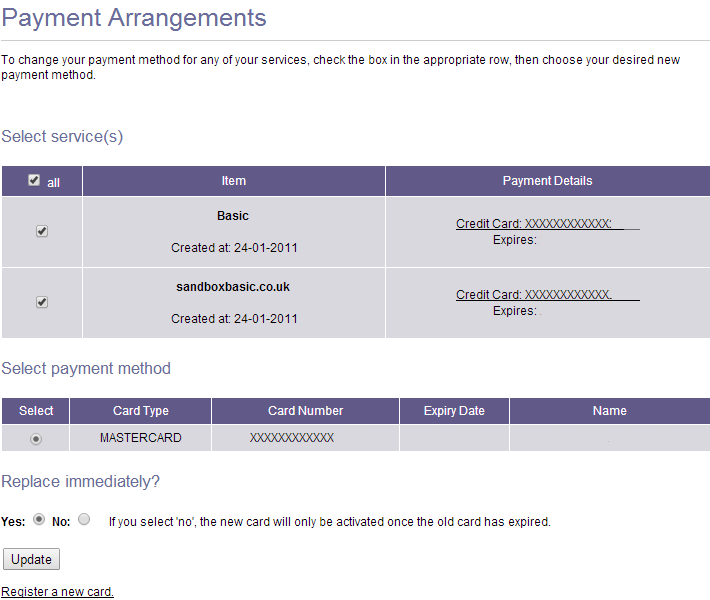 Payment Arrangements
To change your payment method for any of your services, check the box in the appropriate row, then choose your desired new
payment method.
Select service(s)
all Item Payment Details
Basic
Created at: 24-01-2011
Credit Card: XXXXXXXXXXXX:
Expires:
sandboxbasic.co.uk
Created at: 24-01-2011
Credit Card: XXXXXXXXXXXX.
Expires:
Select payment method
Select Card Type Card Number Expiry Date Name
MASTERCARD XXXXXXXXXXXX
Replace immediately?
Yes: No: If you select 'no', the new card will only be activated once the old card has expired.
Update
Register a new card.